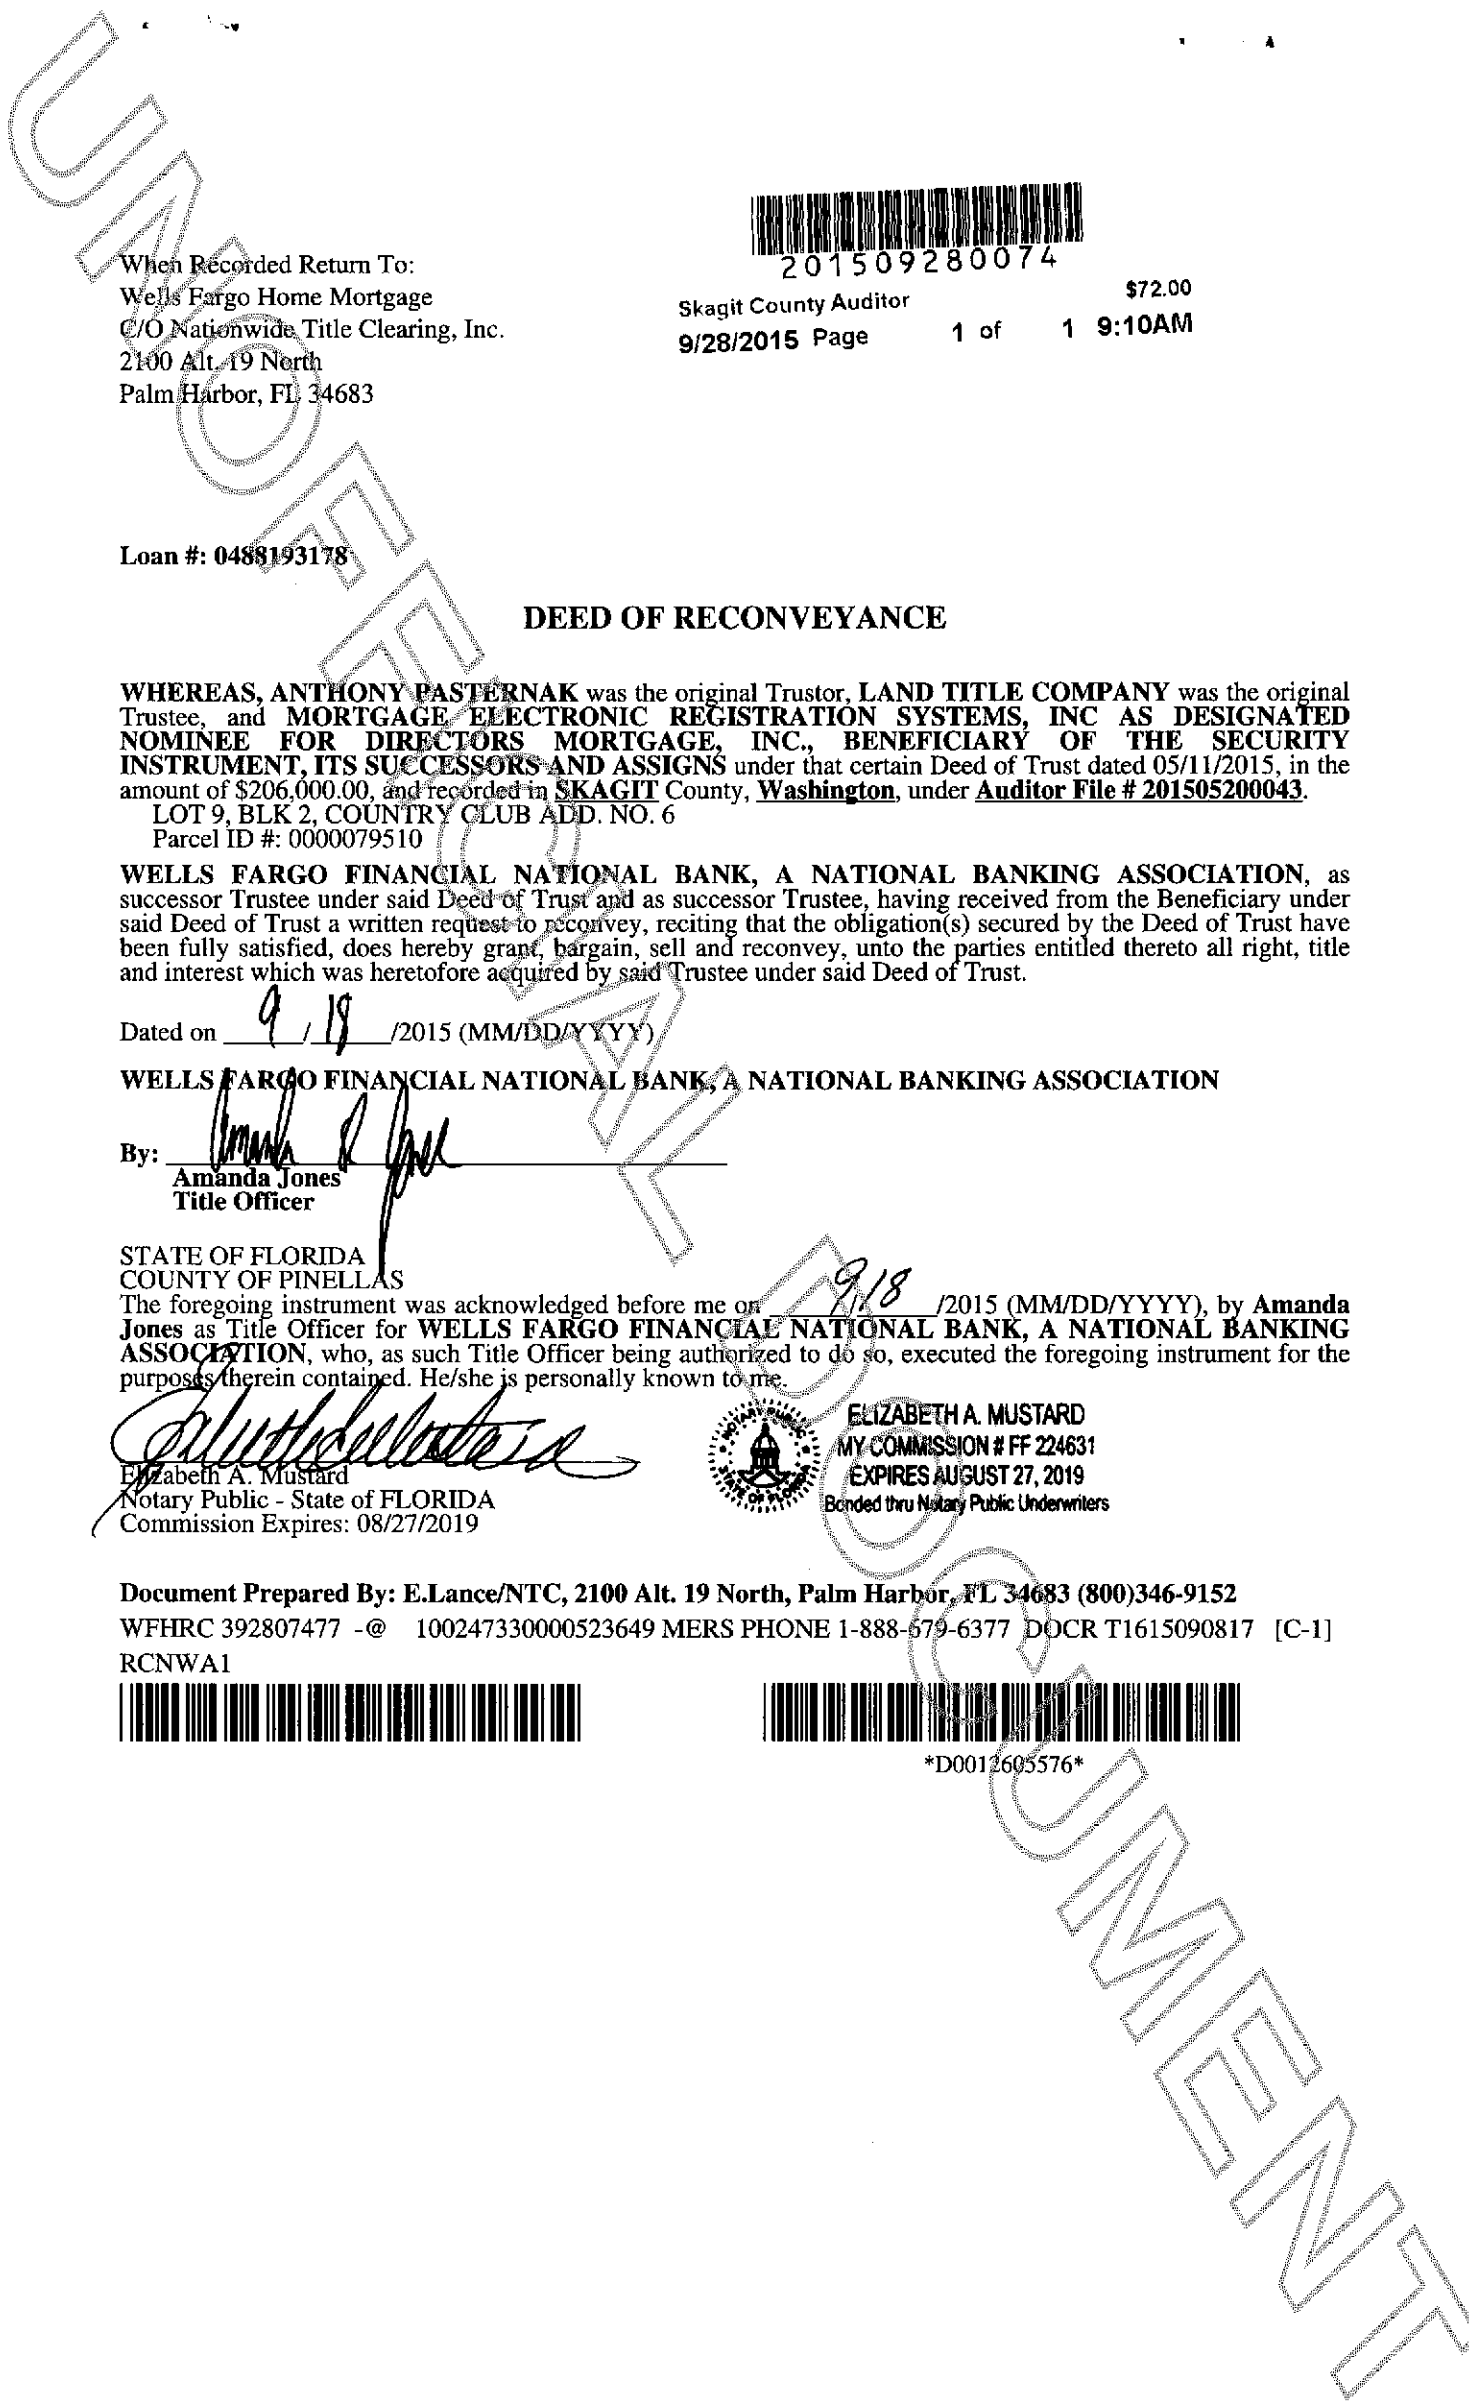 201509280074
Skagit County Auditor $72.00
9/28/2015 Page 1 of 1 9:10AM
When Recorded Return To:
Wells Fargo Home Mortgage
C/O Nationwide Title Clearing, Inc.
2100 Alt. 19 North
Palm Harbor, FL 34683
Loan #: 0488193178
DEED OF RECONVEYANCE
WHEREAS, ANTHONY PASTERNAK was the original Trustor, LAND TITLE COMPANY was the original
Trustee, and MORTGAGE ELECTRONIC REGISTRATION SYSTEMS, INC AS DESIGNATED
NOMINEE FOR DIRECTORS MORTGAGE, INC., BENEFICIARY OF THE SECURITY
INSTRUMENT, ITS SUCCESSORS AND ASSIGNS under that certain Deed of Trust dated 05/11/2015, in the
amount of $206,000.00, and recorded in SKAGIT County, Washington, under Auditor File # 201505200043.
LOT 9, BLK 2, COUNTRY CLUB ADD. NO. 6
Parcel ID #: 0000079510
WELLS FARGO FINANCIAL NATIONAL BANK, A NATIONAL BANKING ASSOCIATION, as
successor Trustee under said Deed of Trust and as successor Trustee, having received from the Beneficiary under
said Deed of Trust a written request to reconvey, reciting that the obligation(s) secured by the Deed of Trust have
been fully satisfied, does hereby grant, bargain, sell and reconvey, unto the parties entitled thereto all right, title
and interest which was heretofore acquired by said Trustee under said Deed of Trust.
Dated on 9 / 18 /2015 (MM/DD/YYYY)
WELLS FARGO FINANCIAL NATIONAL BANK, A NATIONAL BANKING ASSOCIATION
By: Amanda R Jones
Amanda Jones
Title Officer
STATE OF FLORIDA
COUNTY OF PINELLAS
The foregoing instrument was acknowledged before me on 9/18 /2015 (MM/DD/YYYY), by Amanda
Jones as Title Officer for WELLS FARGO FINANCIAL NATIONAL BANK, A NATIONAL BANKING
ASSOCIATION, who, as such Title Officer being authorized to do so, executed the foregoing instrument for the
purposes therein contained. He/she is personally known to me.
Elizabeth A. Mustard
Notary Public - State of FLORIDA
Commission Expires: 08/27/2019
NOTARY PUBLIC
STATE OF FLORIDA
ELIZABETH A. MUSTARD
MY COMMISSION # FF 224631
EXPIRES AUGUST 27, 2019
Bonded thru Notary Public Underwriters
Document Prepared By: E.Lance/NTC, 2100 Alt. 19 North, Palm Harbor, FL 34683 (800)346-9152
WFHRC 392807477 -@ 100247330000523649 MERS PHONE 1-888-679-6377 DOCR T1615090817 [C-1]
RCNWA1
*D0012605576*
UNOFFICIAL DOCUMENT